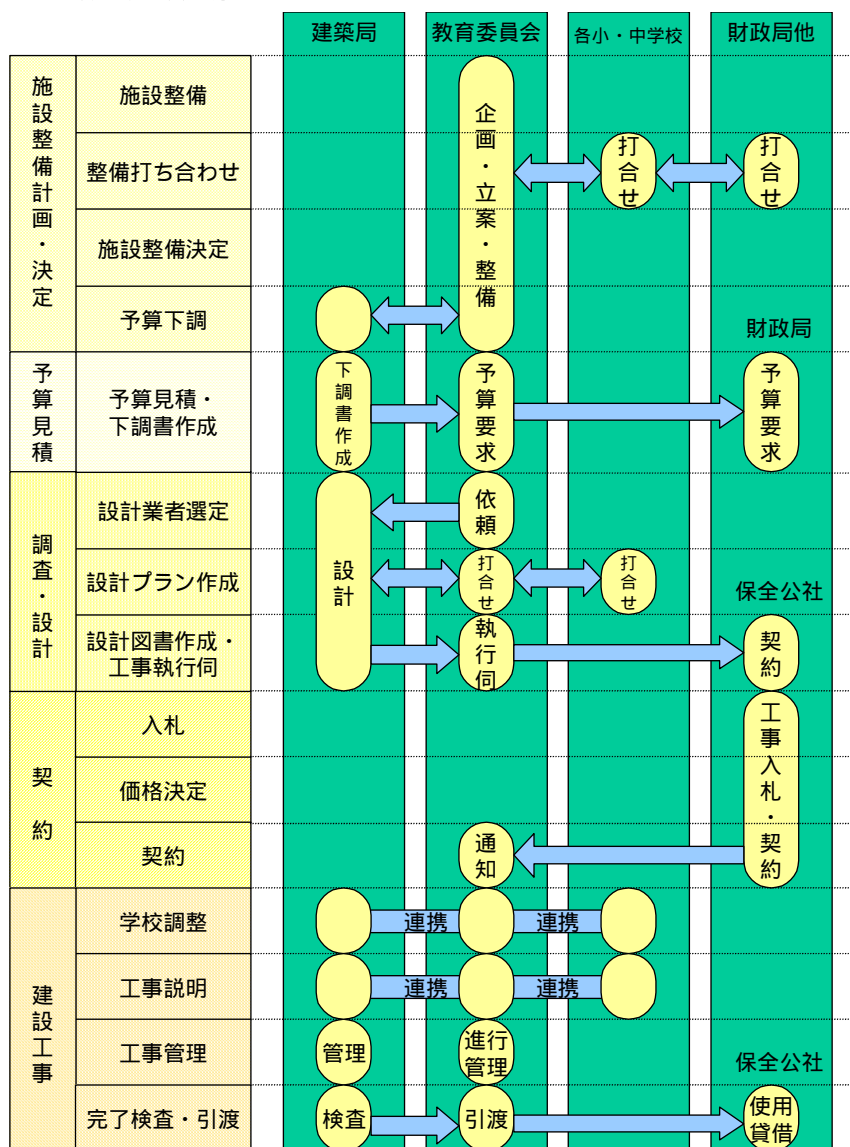 建築局 教育委員会 各小・中学校 財政局他
施設整備計画・決定
施設整備
企画・立案・整備
整備打ち合わせ
打合せ
打合せ
施設整備決定
予算下調
財政局
予算見積
予算見積・
下調書作成
下調書作成
予算要求
予算要求
調査・設計
設計業者選定
設計
依頼
設計プラン作成
打合せ
打合せ
保全公社
設計図書作成・
工事執行伺
執行伺
契約
契約
入札
工事入札・契約
価格決定
契約
通知
建設工事
学校調整
連携
連携
工事説明
連携
連携
工事管理
管理
進行
管理
保全公社
完了検査・引渡
検査
引渡
使用
貸借